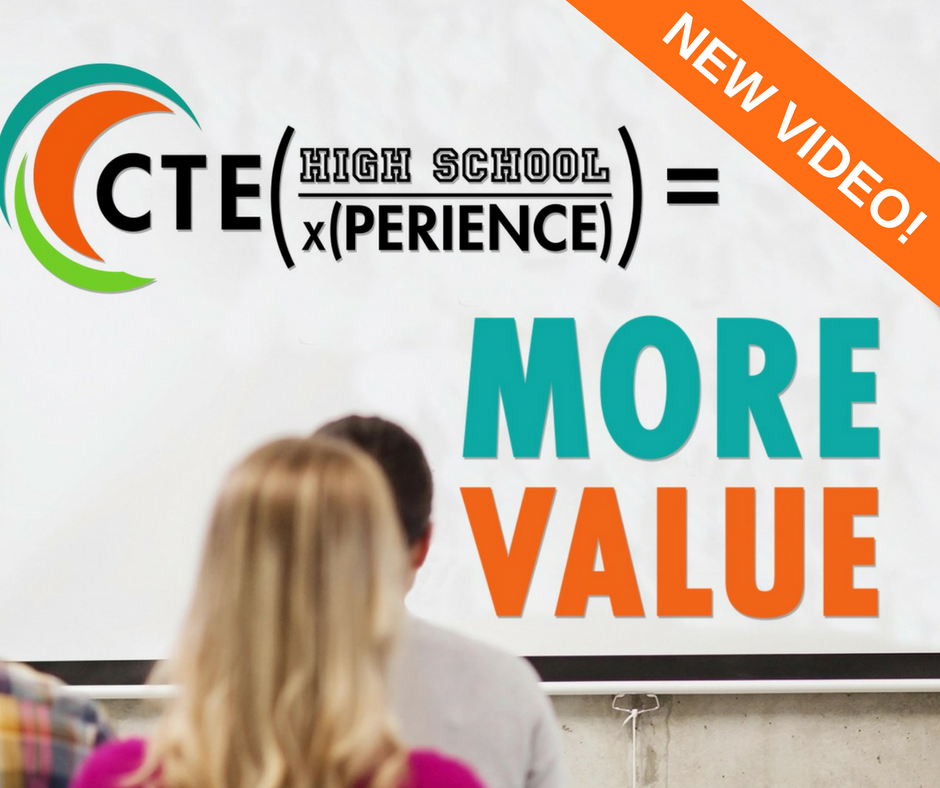 NEW VIDEO!
CTE(HIGH SCHOOL
x(PERIENCE)) =
MORE
VALUE